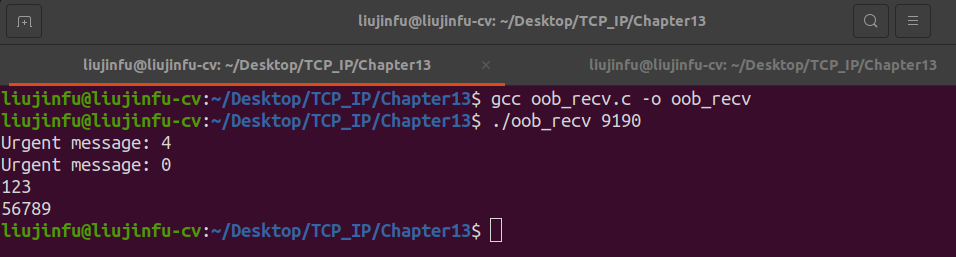 liujinfu@liujinfu-cv: ~/Desktop/TCP_IP/Chapter13
liujinfu@liujinfu-cv: ~/Desktop/TCP_IP/Chapter13
liujinfu@liujinfu-cv: ~/Desktop/TCP_IP/Chapter13
liujinfu@liujinfu-cv:~/Desktop/TCP_IP/Chapter13$ gcc oob_recv.c -o oob_recv
liujinfu@liujinfu-cv:~/Desktop/TCP_IP/Chapter13$ ./oob_recv 9190
Urgent message: 4
Urgent message: 0
123
56789
liujinfu@liujinfu-cv:~/Desktop/TCP_IP/Chapter13$